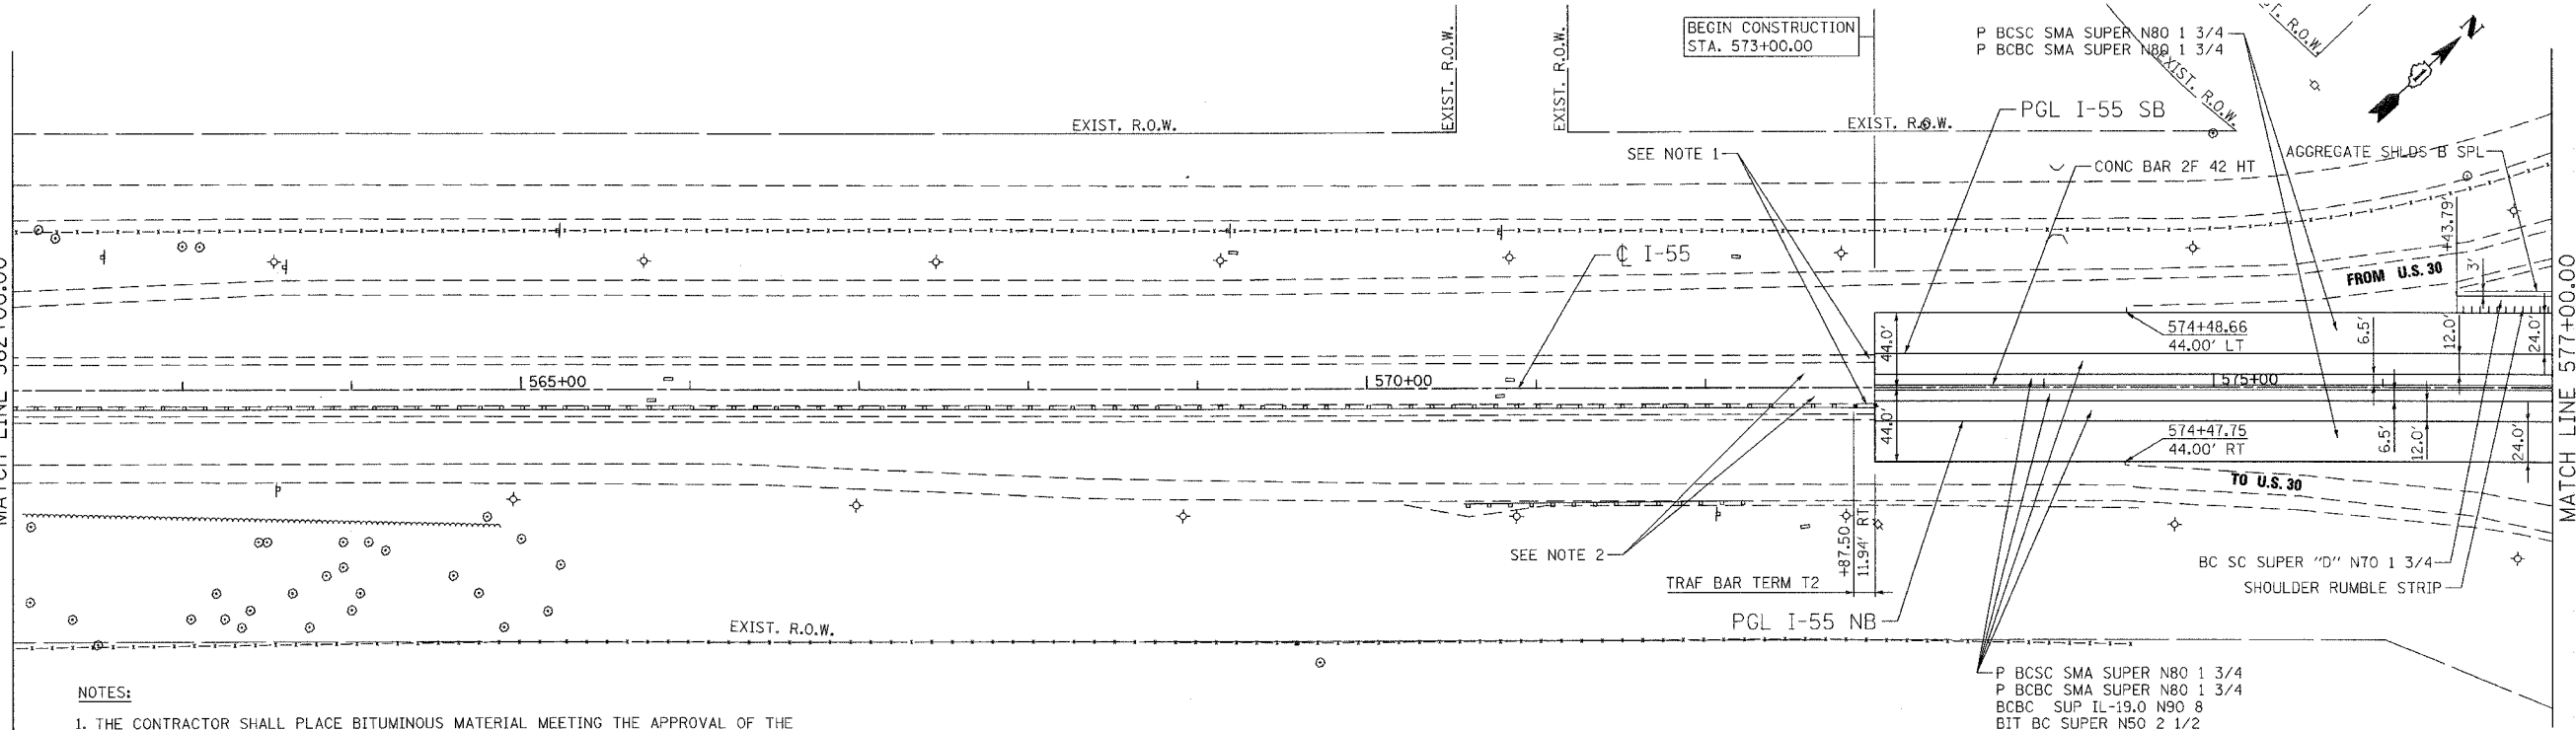 BEGIN CONSTRUCTION
STA. 573+00.00
P BCSC SMA SUPER N80 1 3/4
P BCBC SMA SUPER N80 1 3/4
EXIST. R.O.W.
N
EXIST. R.O.W.
EXIST. R.O.W.
EXIST. R.O.W.
EXIST. R.O.W.
EXIST. R.O.W.
PGL I-55 SB
SEE NOTE 1
CONC BAR 2F 42 HT
AGGREGATE SHLDS B SPL
+43.79'
3'
℄ I-55
FROM U.S. 30
MATCH LINE 577+00.00
44.0'
574+48.66
44.00' LT
6.5'
12.0'
24.0'
565+00
570+00
575+00
44.0'
574+47.75
44.00' RT
6.5'
12.0'
24.0'
TO U.S. 30
SEE NOTE 2
+87.50
11.94' RT
TRAF BAR TERM T2
BC SC SUPER "D" N70 1 3/4
SHOULDER RUMBLE STRIP
PGL I-55 NB
EXIST. R.O.W.
P BCSC SMA SUPER N80 1 3/4
P BCBC SMA SUPER N80 1 3/4
BCBC SUP IL-19.0 N90 8
BIT BC SUPER N50 2 1/2
NOTES:
1. THE CONTRACTOR SHALL PLACE BITUMINOUS MATERIAL MEETING THE APPROVAL OF THE